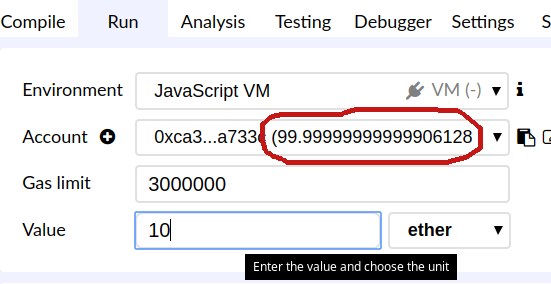 Compile Run Analysis Testing Debugger Settings S
Environment JavaScript VM VM (-) i
Account 0xca3...a733c (99.99999999999906128
Gas limit 3000000
Value 10 ether
Enter the value and choose the unit